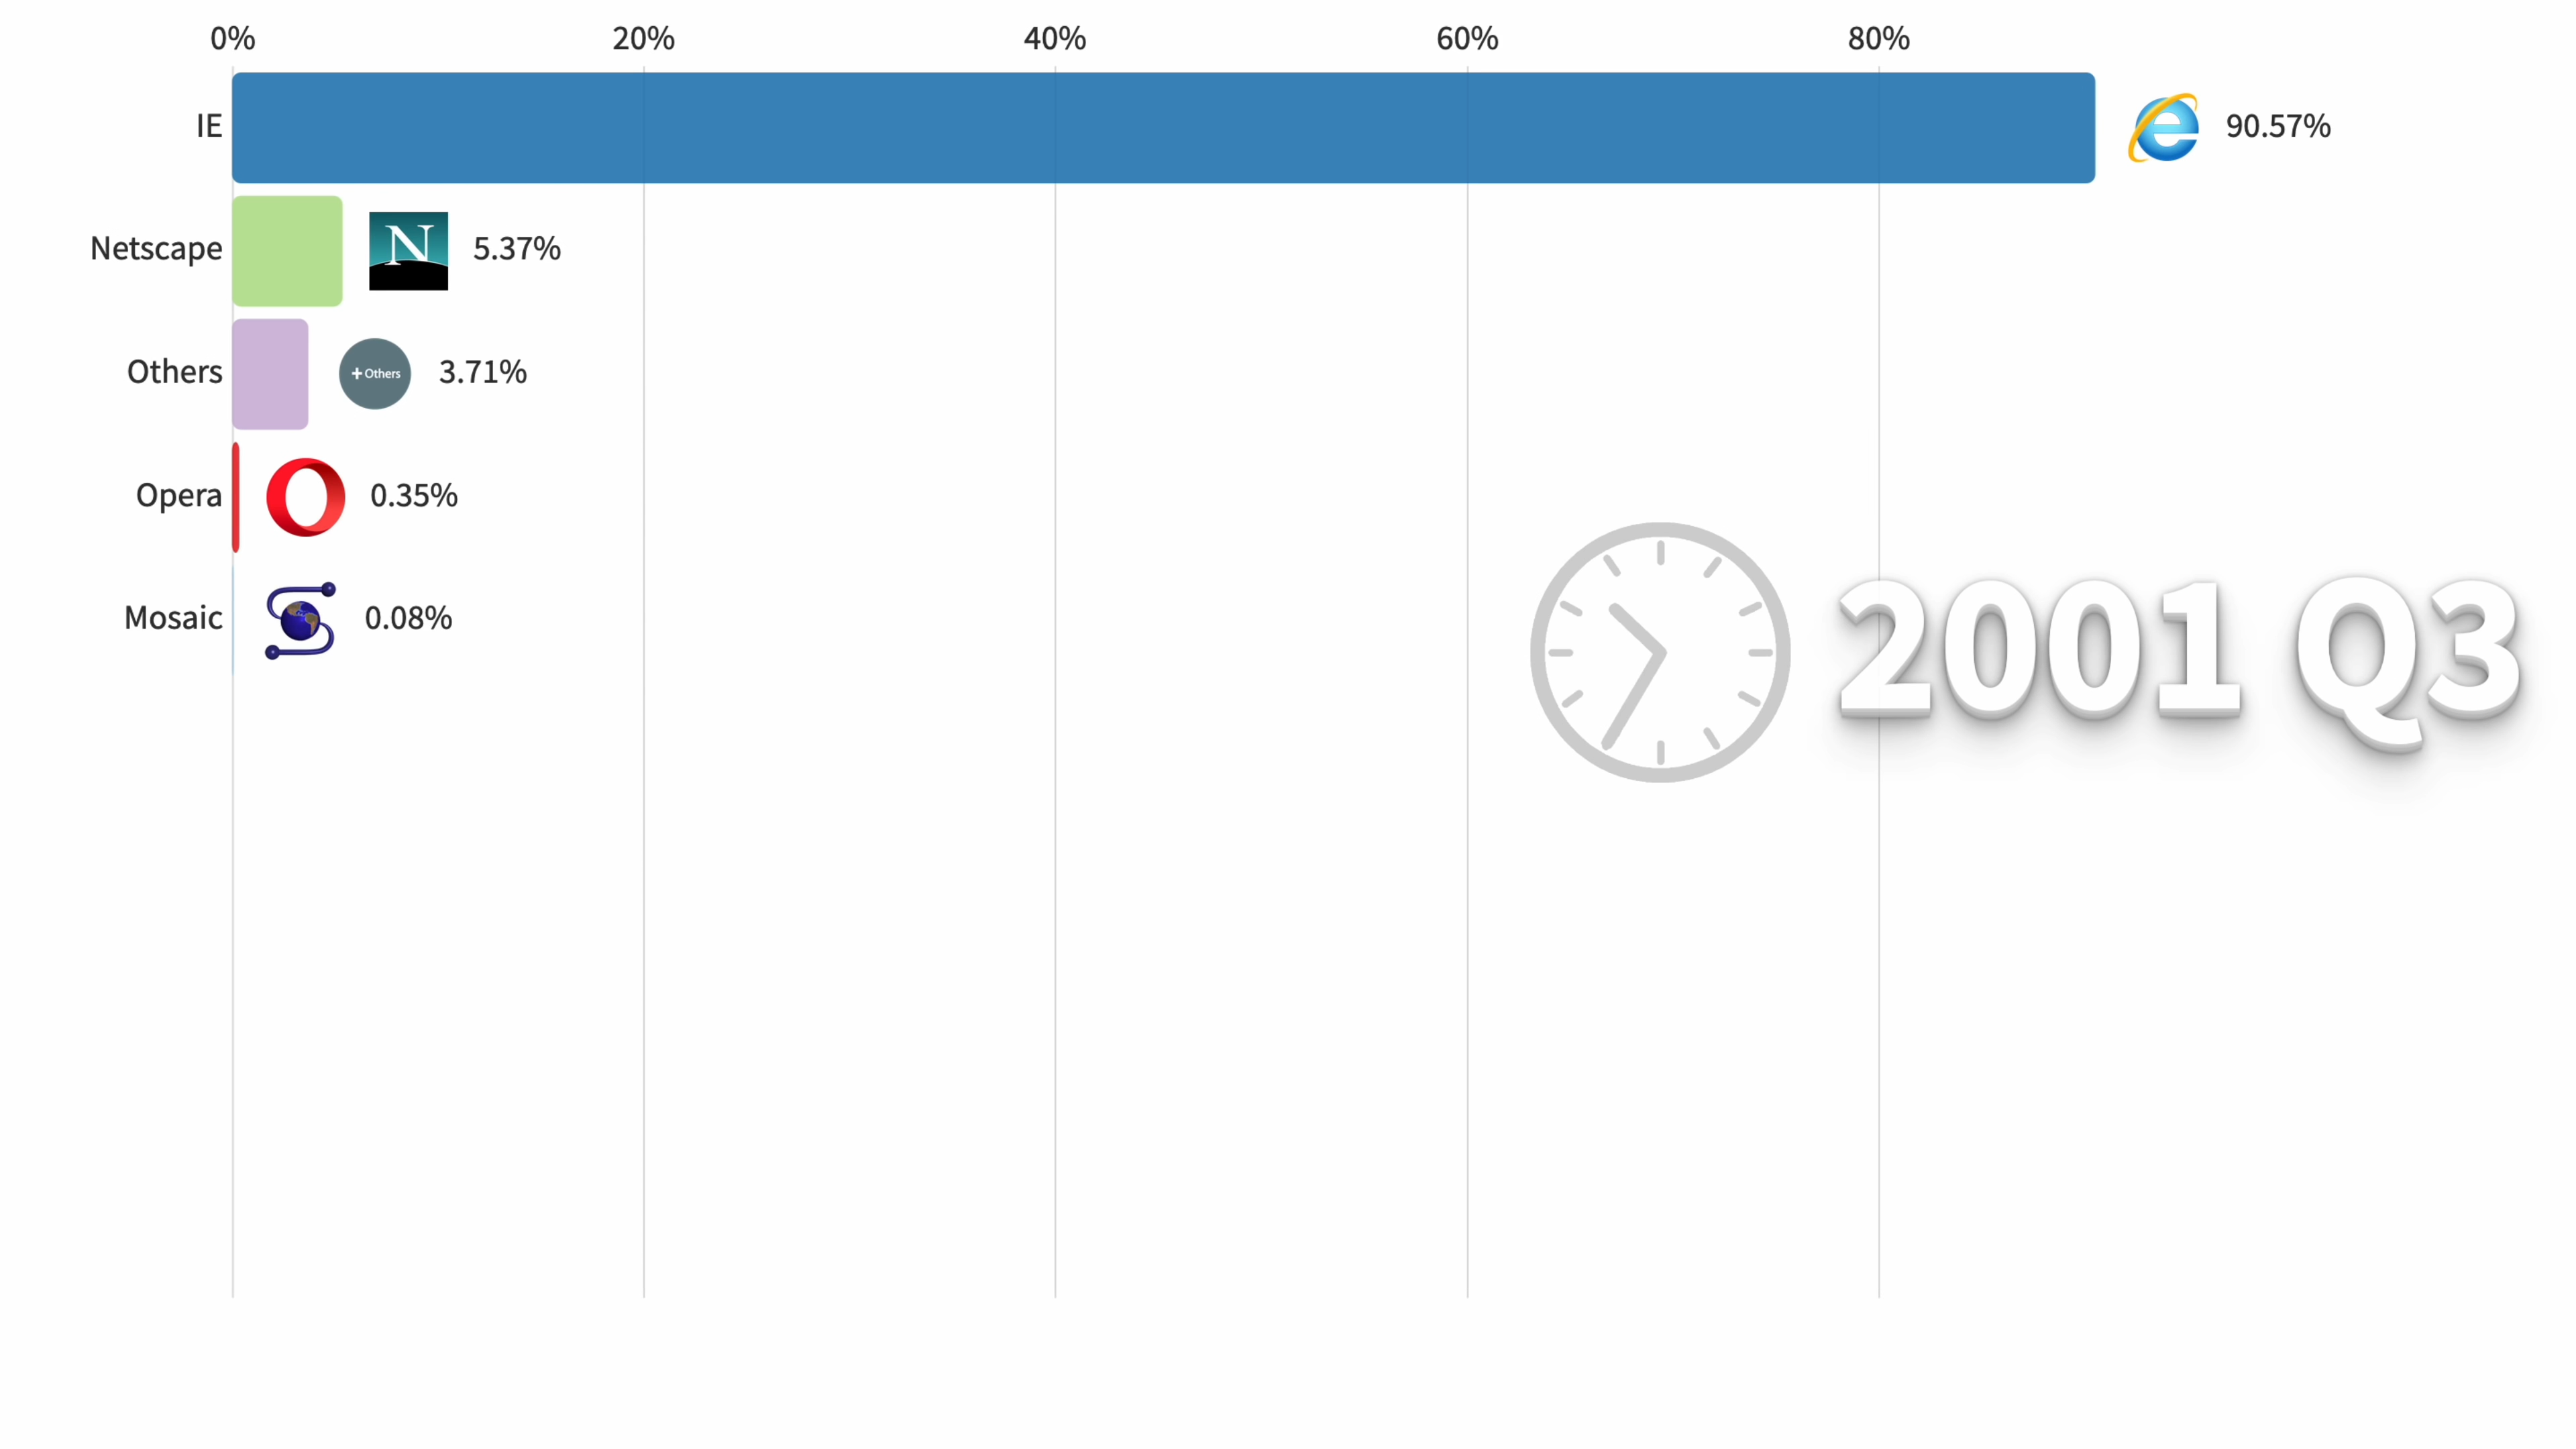 0% 20% 40% 60% 80%
IE 90.57%
Netscape N 5.37%
Others + Others 3.71%
Opera 0.35%
Mosaic 0.08%
2001 Q3